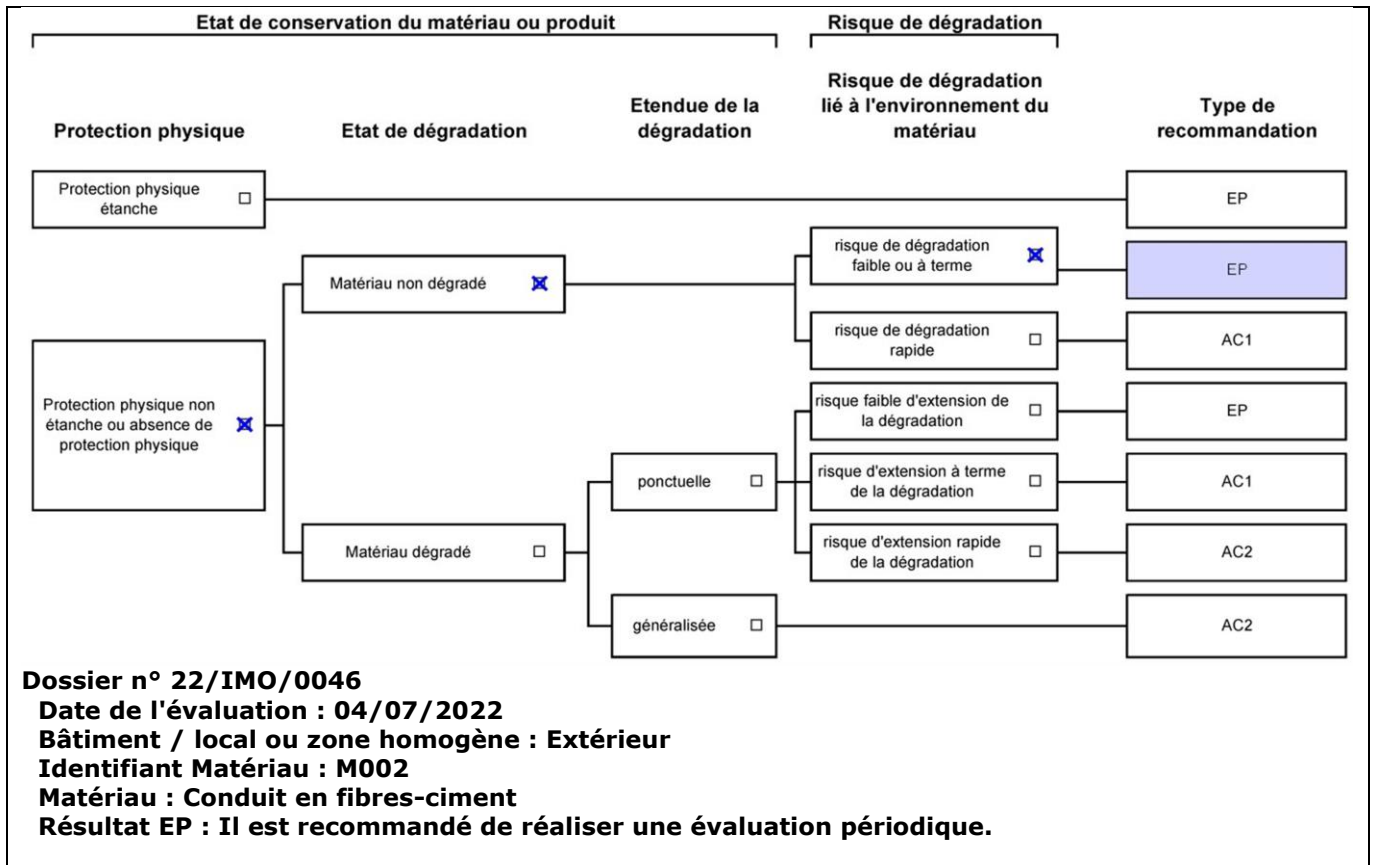 Etat de conservation du matériau ou produit
Risque de dégradation
Protection physique
Etat de dégradation
Etendue de la
dégradation
Risque de dégradation
lié à l'environnement du
matériau
Type de
recommandation
Protection physique
étanche
EP
risque de dégradation
faible ou à terme
EP
Matériau non dégradé
risque de dégradation
rapide
AC1
Protection physique non
étanche ou absence de
protection physique
risque faible d'extension de
la dégradation
EP
ponctuelle
risque d'extension à terme
de la dégradation
AC1
Matériau dégradé
risque d'extension rapide
de la dégradation
AC2
généralisée
AC2
Dossier n° 22/IMO/0046
Date de l'évaluation : 04/07/2022
Bâtiment / local ou zone homogène : Extérieur
Identifiant Matériau : M002
Matériau : Conduit en fibres-ciment
Résultat EP : Il est recommandé de réaliser une évaluation périodique.